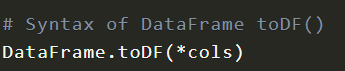 # Syntax of DataFrame toDF()
DataFrame.toDF(*cols)